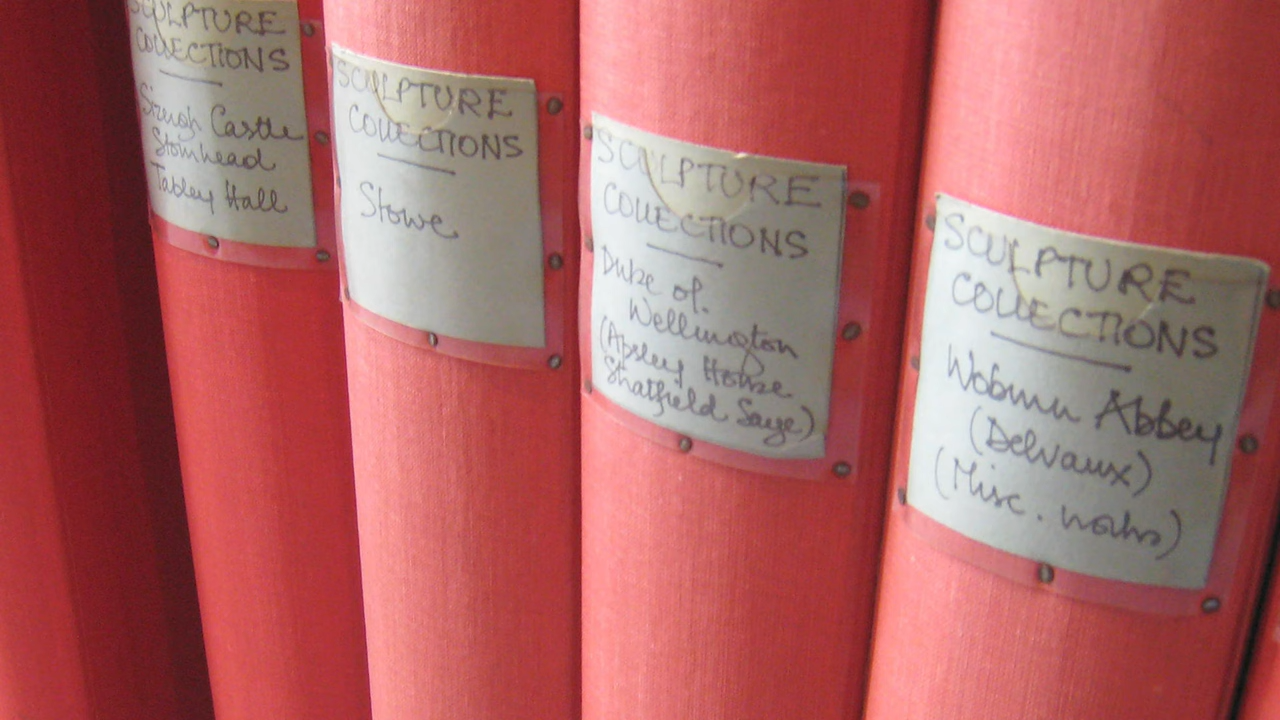 SCULPTURE
COLLECTIONS
Sizergh Castle
Stourhead
Tabley Hall
SCULPTURE
COLLECTIONS
Stowe
SCULPTURE
COLLECTIONS
Duke of
Wellington
(Apsley House
Stratfield Saye)
SCULPTURE
COLLECTIONS
Woburn Abbey
(Delvaux)
(Misc. works)